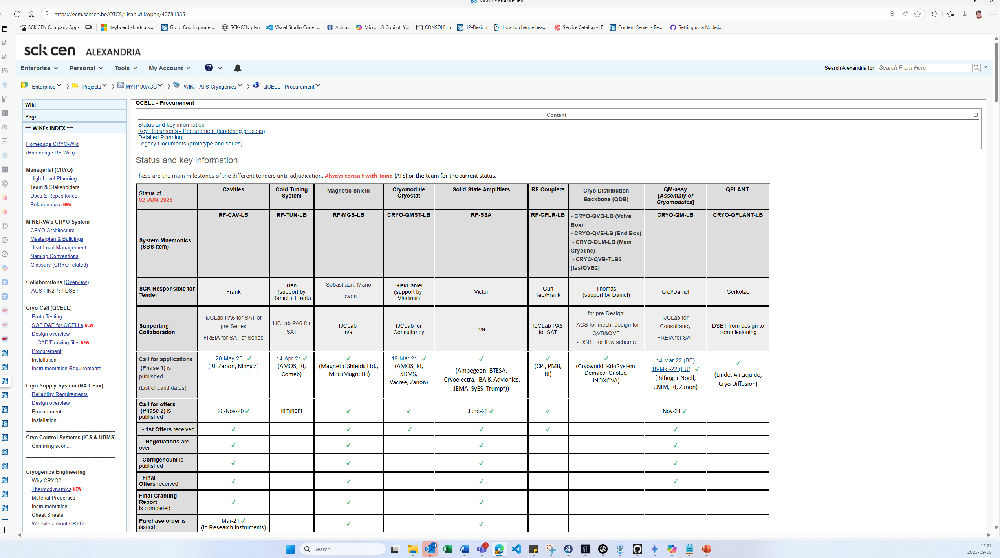 QCELL - Procurement
https://ecm.sckcen.be/OTCS/llisapi.dll/open/40781335
SCK CEN Company Apps
Keyboard shortcuts...
Go to Cooling water...
SCK•CEN plan
Visual Studio Code t...
Abicus
Microsoft Copilot: Y...
CONSOLE.rh
12-Design
How to change hea...
Service Catalog - IT
Content Server - Re...
Setting up a Node.j...
sck cen ALEXANDRIA
Enterprise
Personal
Tools
My Account
?
Search Alexandria for
Search From Here
Enterprise
Projects
MYR100ACC
WIKI - ATS Cryogenics
QCELL - Procurement
Wiki
Page
*** WIKI's INDEX ***
Homepage CRYO-Wiki
(Homepage RF-Wiki)
Managerial (CRYO)
High-Level Planning
Team & Stakeholders
Docs & Repositories
Polarion docs NEW
MINERVA's CRYO System
CRYO-Architecture
Masterplan & Buildings
Heat-Load Management
Naming Conventions
Glossary (CRYO related)
Collaborations (Overview)
ACS | IN2P3 | DSBT
Cryo-Cell (QCELL)
Proto Testing
SOP D&E for QCELLs NEW
Design overview
CAD/Drawing files NEW
Procurement
Installation
Instrumentation Requirements
Cryo Supply System (NA.CPxx)
Reliability Requirements
Design overview
Procurement
Installation
Cryo Control Systems (ICS & UBMS)
Comming soon...
Cryogenics Engineering
Why CRYO?
Thermodynamics NEW
Material Properties
Instrumentation
Cheat Sheets
Websites about CRYO
QCELL - Procurement
Content
Status and key information
Key Documents - Procurement (tendering process)
Detailed Planning
Legacy Documents (prototype and series)
Status and key information
These are the main milestones of the different tenders until adjudication. Always consult with Toine (ATS) or the team for the current status.
Status of
02-JUN-2025
Cavities
Cold Tuning
System
Magnetic Shield
Cryomodule
Cryostat
Solid State Amplifiers
RF Couplers
Cryo Distribution
Backbone (QDB)
QM-assy
[Assembly of
Cryomodules]
QPLANT
System Mnemonics
(SBS item)
RF-CAV-LB
RF-TUN-LB
RF-MGS-LB
CRYO-QMST-LB
RF-SSA
RF-CPLR-LB
- CRYO-QVB-LB (Valve
Box)
- CRYO-QVE-LB (End Box)
- CRYO-QLM-LB (Main
Cryoline)
- CRYO-QVB-TLB2
(testQVB2)
CRYO-QM-LB
CRYO-QPLANT-LB
SCK Responsible for
Tender
Frank
Ben
(support by
Daniel + Frank)
Sebastiaan, Mario
Lieven
Giel/Daniel
(support by
Vladimir)
Victor
Gun
Tae/Frank
Thomas
(support by Daniel)
Giel/Daniel
Gerkotze
Supporting
Collaboration
IJCLab PA6 for SAT of
pre-Series
FREIA for SAT of Series
IJCLab PA6 for
SAT
IJCLab
n/a
IJCLab for
Consultancy
n/a
IJCLab PA6
for SAT
for pre-Design:
- ACS for mech. design for
QVB&QVE
- DSBT for flow scheme
IJCLab for
Consultancy
FREIA for SAT
DSBT from design to
commissioning
Call for applications
(Phase 1) is
published
(List of candidates)
20-May-20 ✓
(RI, Zanon, Ningxia)
14-Apr-21 ✓
(AMOS, RI,
Comeb)
✓
(Magnetic Shields Ltd.,
MecaMagnetic)
19-Mar-21 ✓
(AMOS, RI,
SDMS,
Vacree, Zanon)
✓
(Ampegeon, BTESA,
Cryoelectra, IBA & Advionics,
JEMA, SyES, Trumpf))
✓
(CPI, PMB,
RI)
✓
(Cryoworld, KrioSystem,
Demaco, Criotec,
INOXCVA)
14-Mar-22 (BE)
18-Mar-22 (EU) ✓
(Bilfinger Noell,
CNIM, RI, Zanon)
✓
(Linde, AirLiquide,
Cryo Diffusion)
Call for offers
(Phase 2) is
published
26-Nov-20 ✓
inminent
✓
✓
June-23 ✓
✓
Nov-24 ✓
- 1st Offers received
✓
✓
✓
✓
✓
✓
- Negotiations are
over
✓
✓
✓
✓
- Corrigendum is
published
✓
✓
✓
✓
- Final
Offers received
✓
✓
✓
✓
Final Granting
Report
is completed
✓
✓
✓
Purchase order is
issued
Mar-21 ✓
(to Research Instruments)
✓
✓
Search
3
12:21
2025-09-08